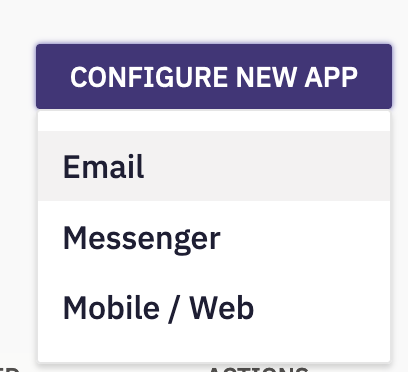 CONFIGURE NEW APP
Email
Messenger
Mobile / Web
ACTIONS